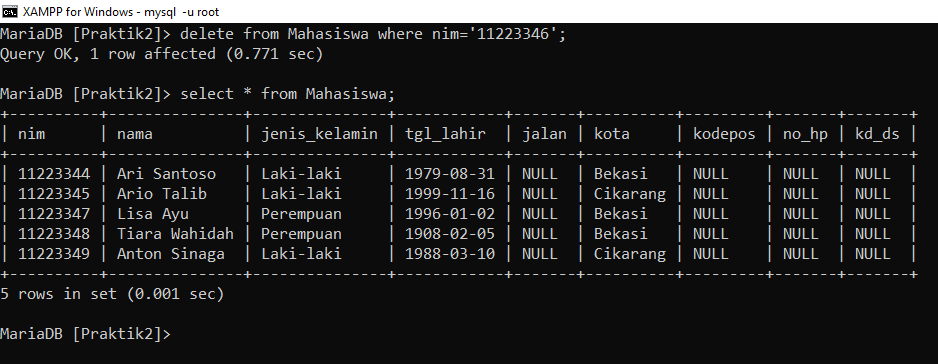 XAMPP for Windows - mysql  -u root
MariaDB [Praktik2]> delete from Mahasiswa where nim='11223346';
Query OK, 1 row affected (0.771 sec)
MariaDB [Praktik2]> select * from Mahasiswa;
+----------+---------------+---------------+------------+-------+----------+---------+-------+-------+
| nim      | nama          | jenis_kelamin | tgl_lahir  | jalan | kota     | kodepos | no_hp | kd_ds |
+----------+---------------+---------------+------------+-------+----------+---------+-------+-------+
| 11223344 | Ari Santoso   | Laki-laki     | 1979-08-31 | NULL  | Bekasi   | NULL    | NULL  | NULL  |
| 11223345 | Ario Talib    | Laki-laki     | 1999-11-16 | NULL  | Cikarang | NULL    | NULL  | NULL  |
| 11223347 | Lisa Ayu      | Perempuan     | 1996-01-02 | NULL  | Bekasi   | NULL    | NULL  | NULL  |
| 11223348 | Tiara Wahidah | Perempuan     | 1908-02-05 | NULL  | Bekasi   | NULL    | NULL  | NULL  |
| 11223349 | Anton Sinaga  | Laki-laki     | 1988-03-10 | NULL  | Cikarang | NULL    | NULL  | NULL  |
+----------+---------------+---------------+------------+-------+----------+---------+-------+-------+
5 rows in set (0.001 sec)
MariaDB [Praktik2]>